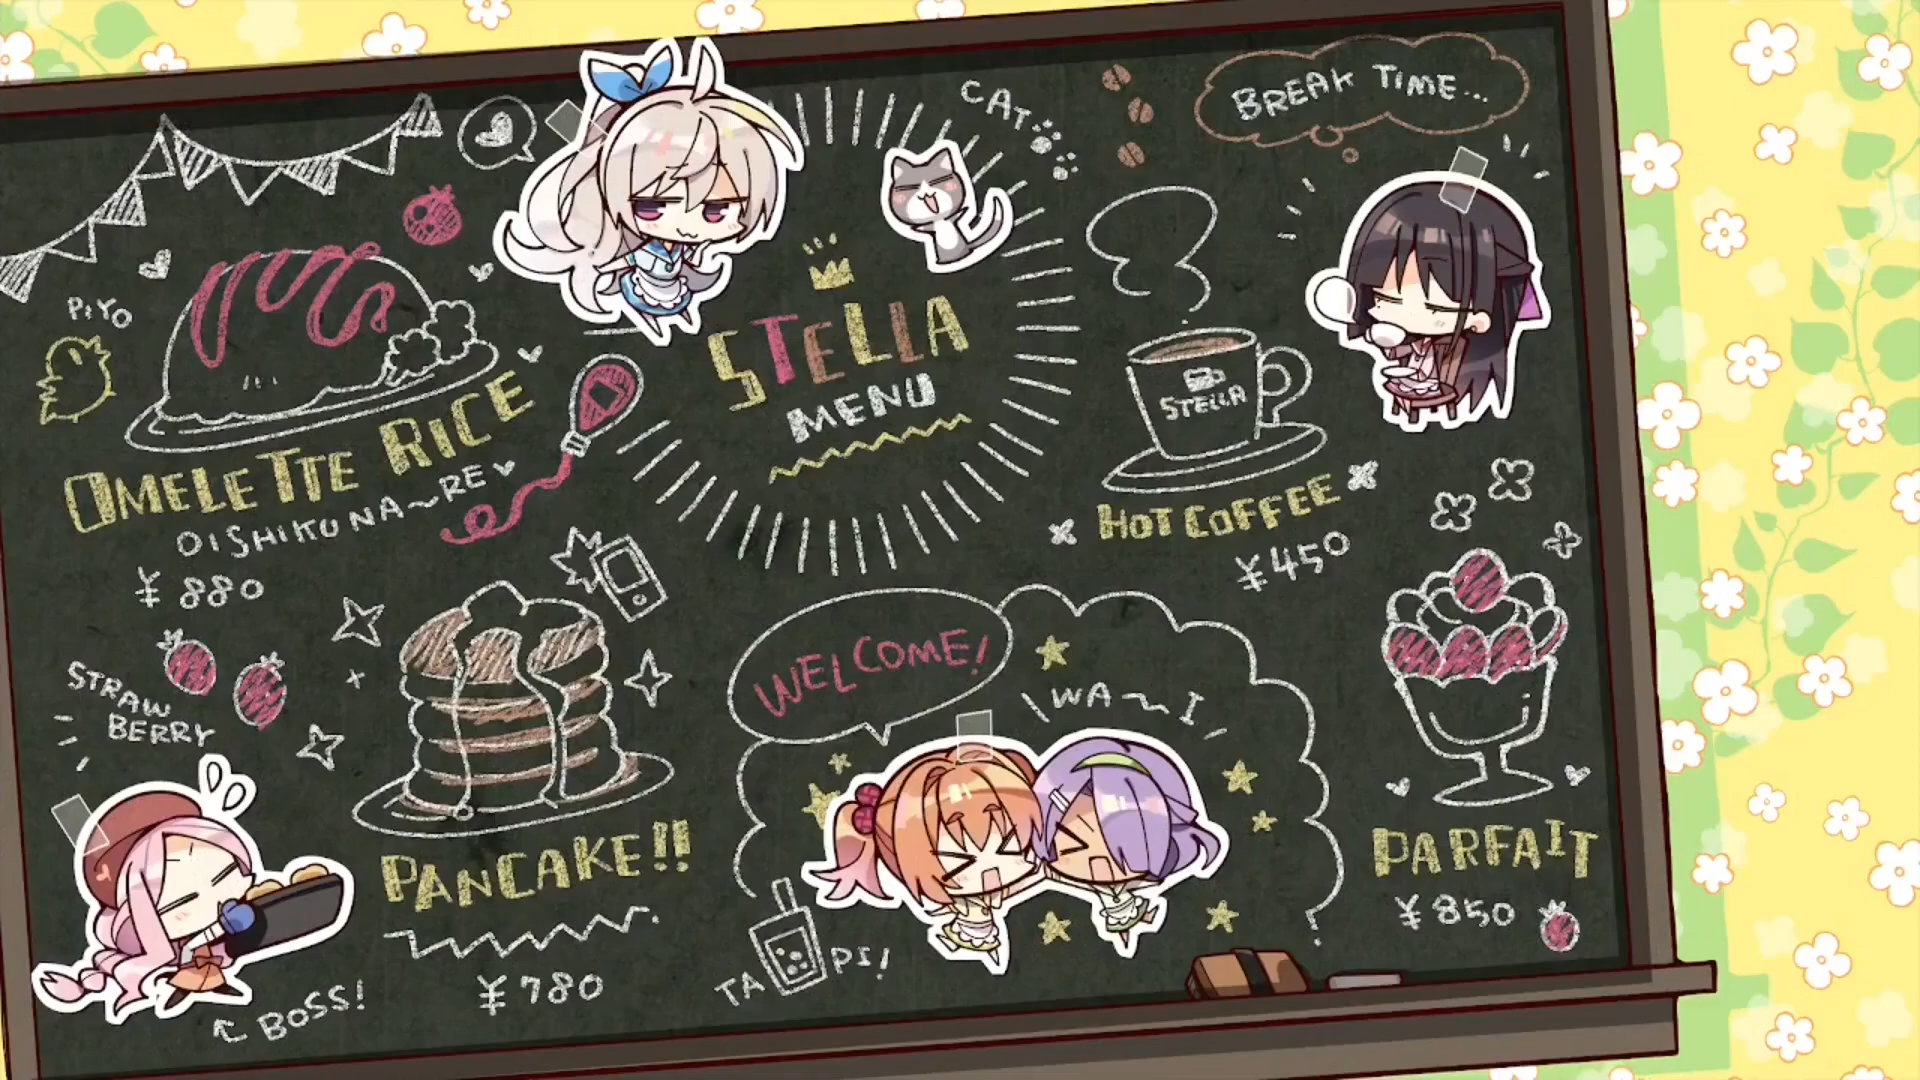 CAT
BREAK TIME...
PiYO
STELLA
MENU
STELLA
OMELETTE RICE
OISHIKUNA~RE♥
¥880
HOT COFFEE
¥450
STRAW
BERRY
WELCOME!
\WA~I
PANCAKE!!
¥780
PARFAIT
¥850
TA PI!
BOSS!